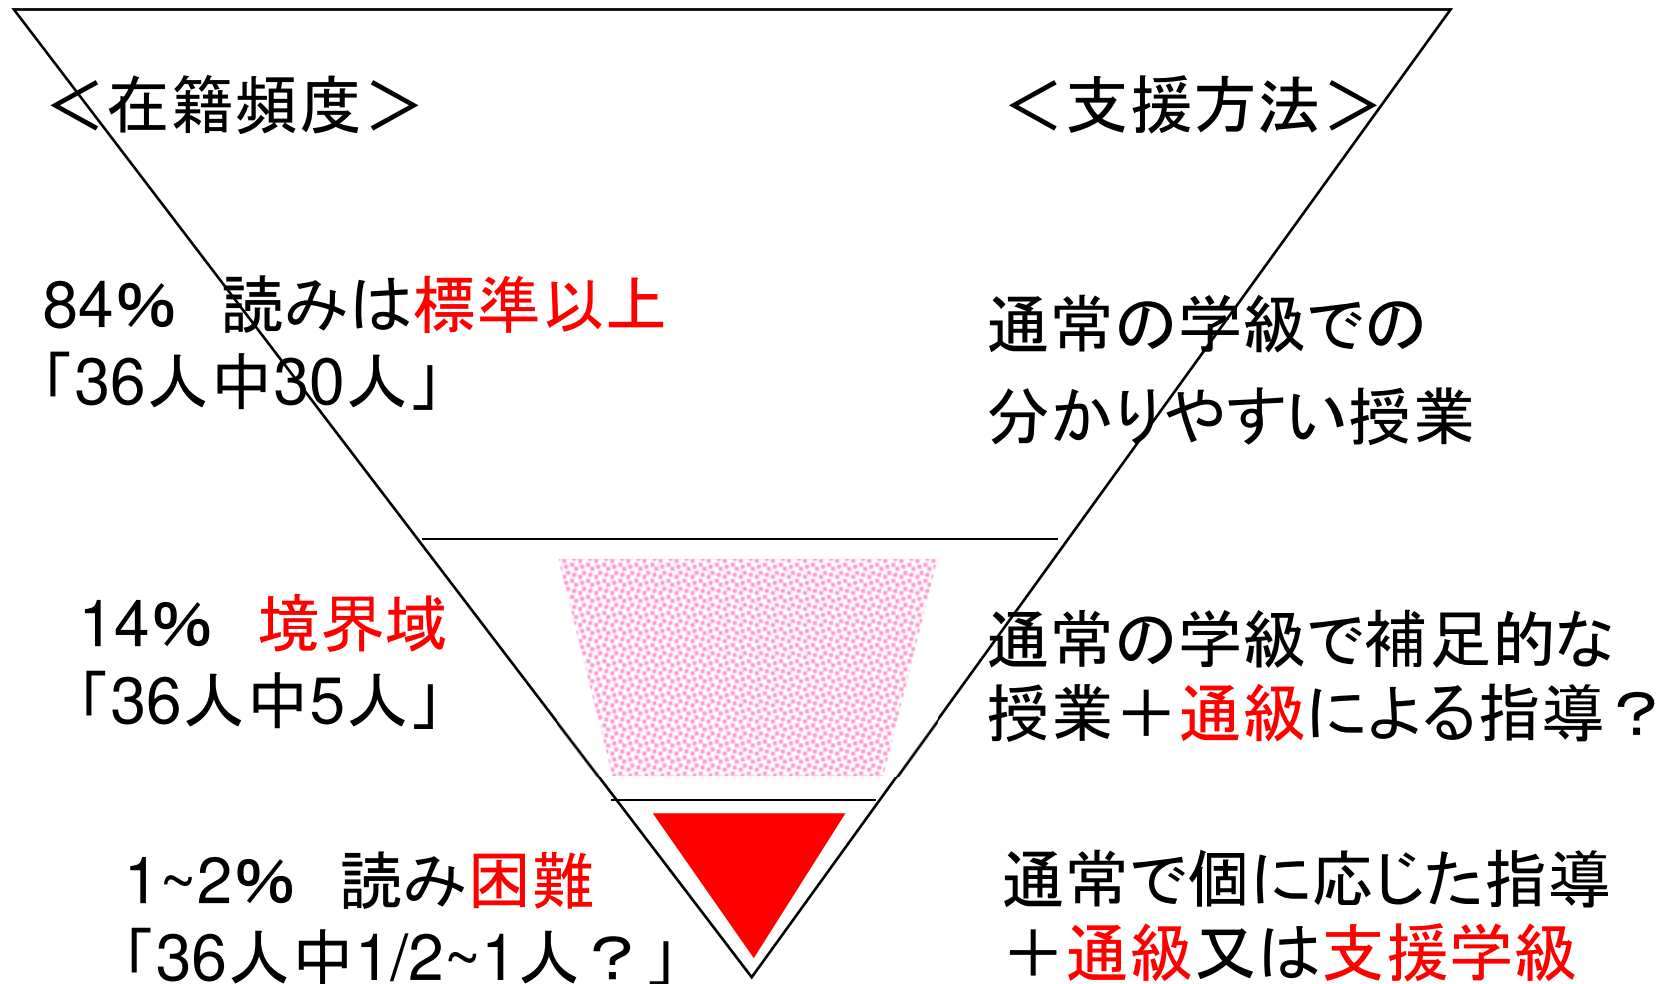 ＜在籍頻度＞
＜支援方法＞
84%　読みは標準以上
「36人中30人」
通常の学級での
分かりやすい授業
14%　境界域
「36人中5人」
通常の学級で補足的な
授業＋通級による指導？
1~2%　読み困難
「36人中1/2~1人？」
通常で個に応じた指導
＋通級又は支援学級